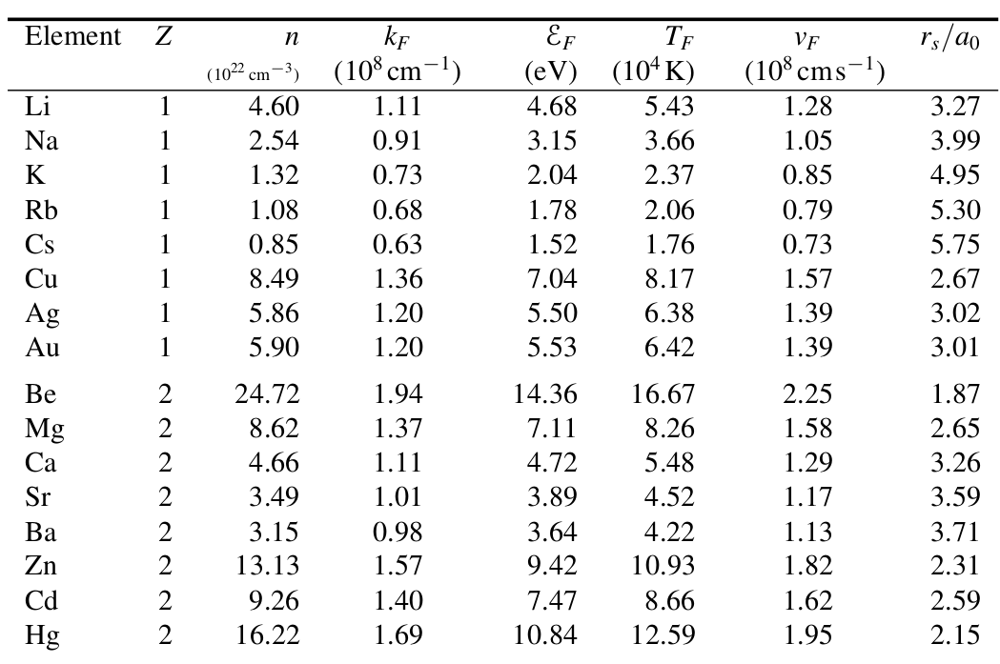 Element Z n k_F ℰ_F T_F v_F r_s/a_0
(10^22 cm^−3) (10^8 cm^−1) (eV) (10^4 K) (10^8 cm s^−1)
Li 1 4.60 1.11 4.68 5.43 1.28 3.27
Na 1 2.54 0.91 3.15 3.66 1.05 3.99
K 1 1.32 0.73 2.04 2.37 0.85 4.95
Rb 1 1.08 0.68 1.78 2.06 0.79 5.30
Cs 1 0.85 0.63 1.52 1.76 0.73 5.75
Cu 1 8.49 1.36 7.04 8.17 1.57 2.67
Ag 1 5.86 1.20 5.50 6.38 1.39 3.02
Au 1 5.90 1.20 5.53 6.42 1.39 3.01
Be 2 24.72 1.94 14.36 16.67 2.25 1.87
Mg 2 8.62 1.37 7.11 8.26 1.58 2.65
Ca 2 4.66 1.11 4.72 5.48 1.29 3.26
Sr 2 3.49 1.01 3.89 4.52 1.17 3.59
Ba 2 3.15 0.98 3.64 4.22 1.13 3.71
Zn 2 13.13 1.57 9.42 10.93 1.82 2.31
Cd 2 9.26 1.40 7.47 8.66 1.62 2.59
Hg 2 16.22 1.69 10.84 12.59 1.95 2.15